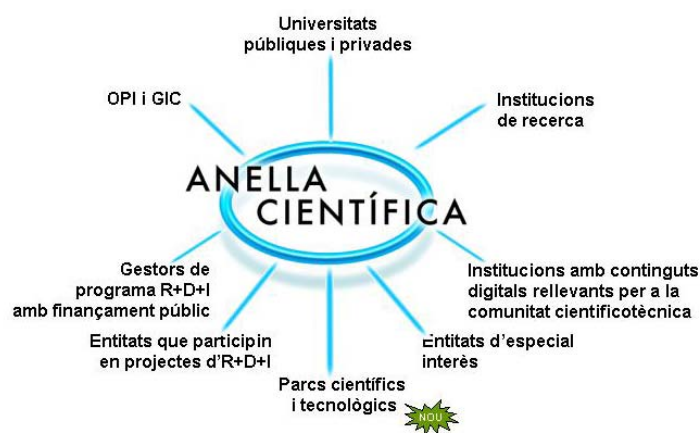 Universitats
públiques i privades
OPI i GIC
Institucions
de recerca
ANELLA
CIENTÍFICA
Gestors de
programa R+D+I
amb finançament públic
Institucions amb continguts
digitals rellevants per a la
comunitat cientificotècnica
Entitats que participin
en projectes d'R+D+I
Entitats d'especial
interès
Parcs científics
i tecnològics
NOU